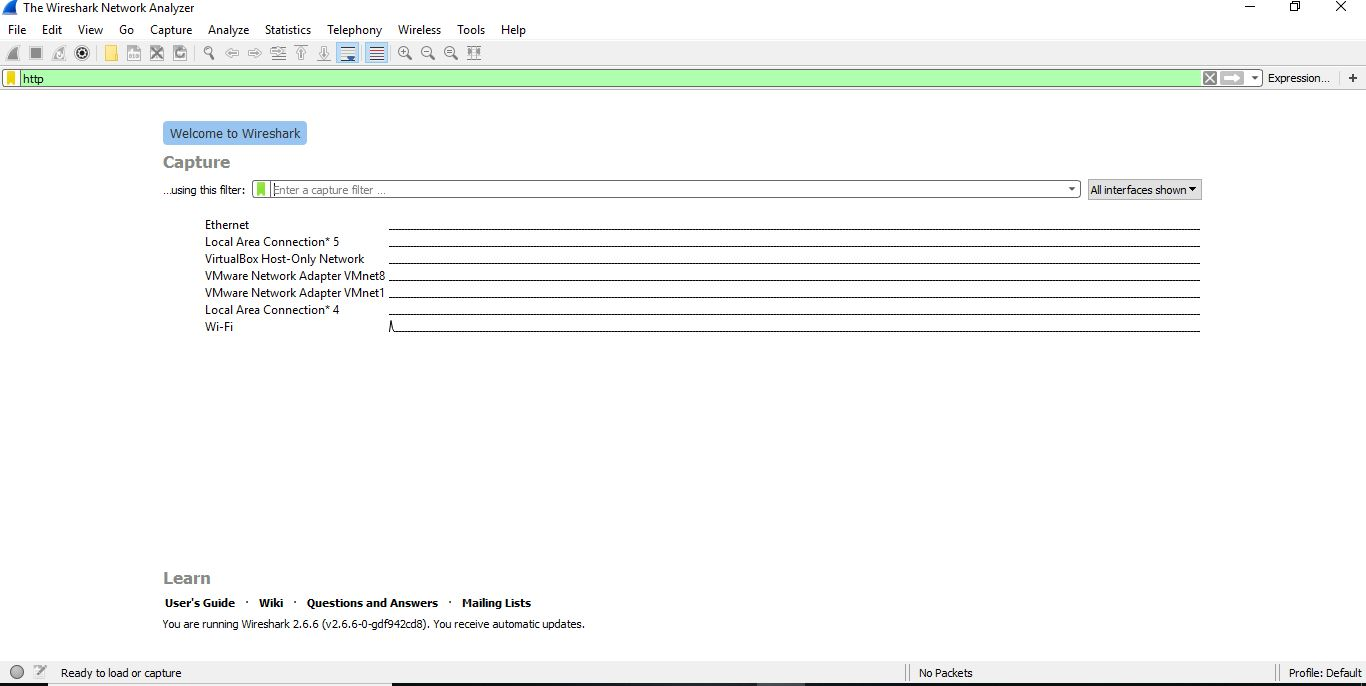 The Wireshark Network Analyzer
File Edit View Go Capture Analyze Statistics Telephony Wireless Tools Help
http Expression... +
Welcome to Wireshark
Capture
...using this filter: Enter a capture filter ... All interfaces shown
Ethernet
Local Area Connection* 5
VirtualBox Host-Only Network
VMware Network Adapter VMnet8
VMware Network Adapter VMnet1
Local Area Connection* 4
Wi-Fi
Learn
User's Guide · Wiki · Questions and Answers · Mailing Lists
You are running Wireshark 2.6.6 (v2.6.6-0-gdf942cd8). You receive automatic updates.
Ready to load or capture No Packets Profile: Default